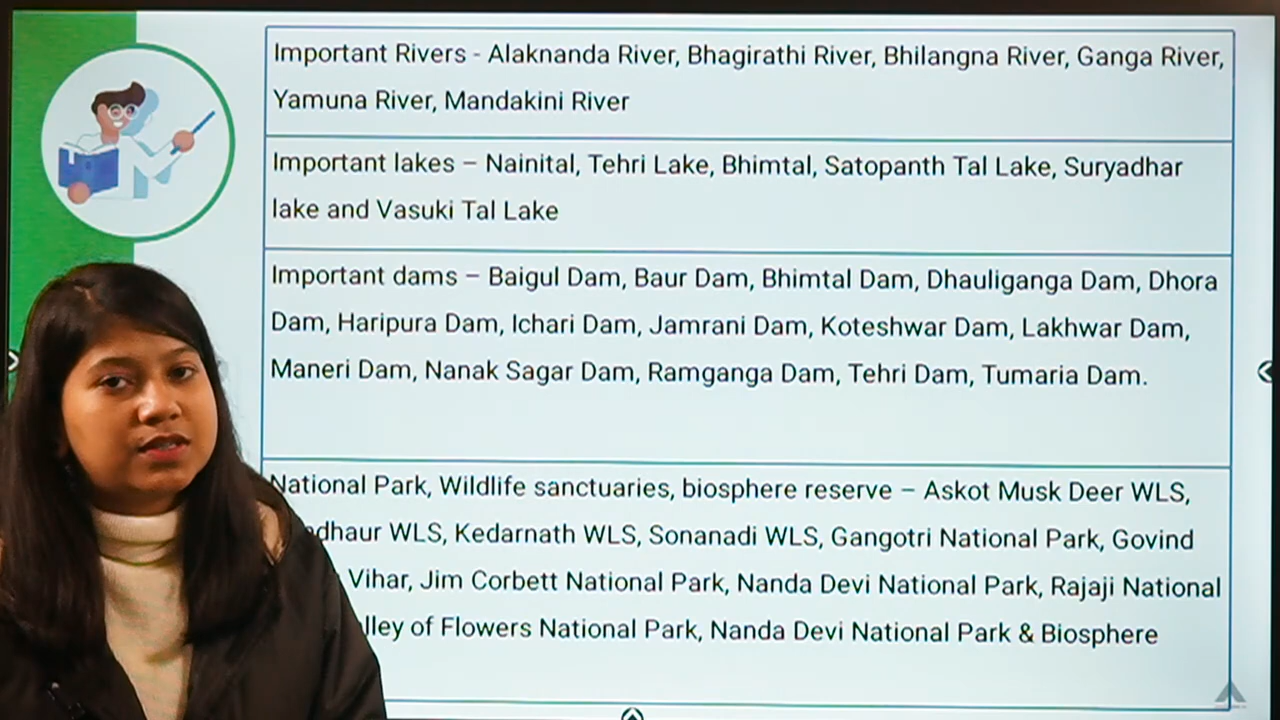 Important Rivers - Alaknanda River, Bhagirathi River, Bhilangna River, Ganga River,
Yamuna River, Mandakini River
Important lakes – Nainital, Tehri Lake, Bhimtal, Satopanth Tal Lake, Suryadhar
lake and Vasuki Tal Lake
Important dams – Baigul Dam, Baur Dam, Bhimtal Dam, Dhauliganga Dam, Dhora
Dam, Haripura Dam, Ichari Dam, Jamrani Dam, Koteshwar Dam, Lakhwar Dam,
Maneri Dam, Nanak Sagar Dam, Ramganga Dam, Tehri Dam, Tumaria Dam.
National Park, Wildlife sanctuaries, biosphere reserve – Askot Musk Deer WLS,
WLS, Kedarnath WLS, Sonanadi WLS, Gangotri National Park, Govind
Vihar, Jim Corbett National Park, Nanda Devi National Park, Rajaji National
of Flowers National Park, Nanda Devi National Park & Biosphere